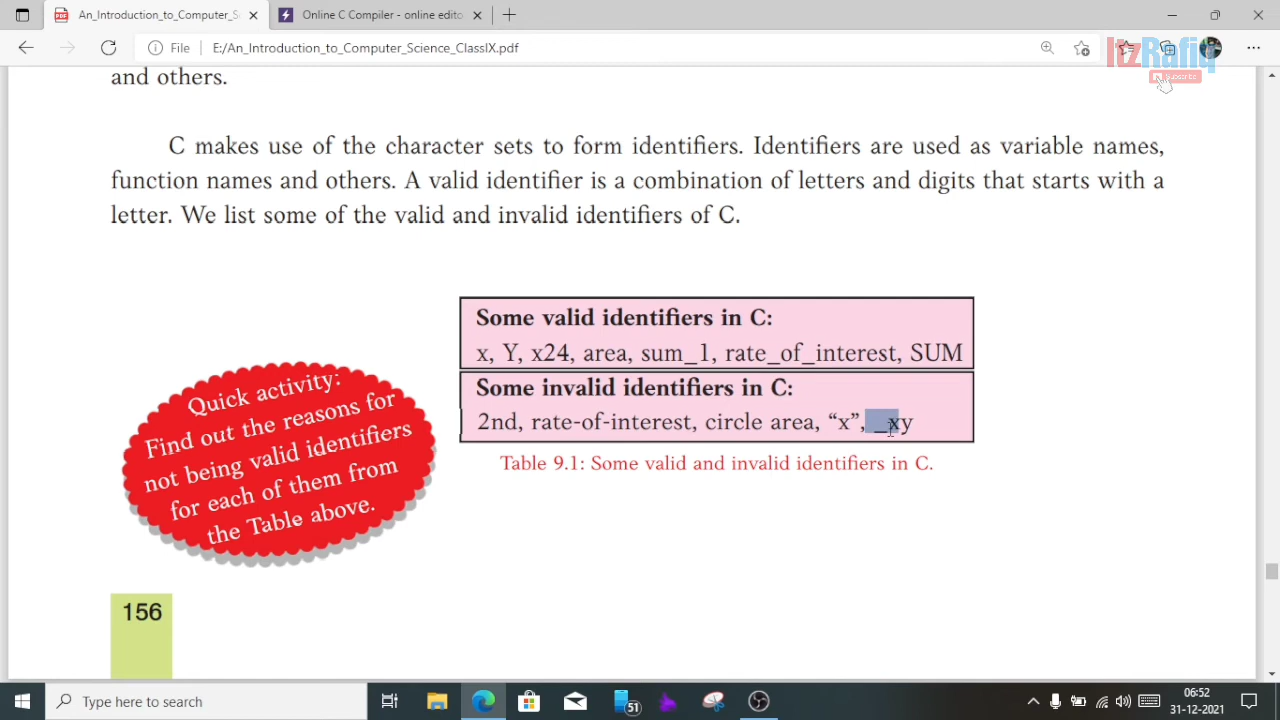 An_Introduction_to_Computer_S
Online C Compiler - online edito
File
E:/An_Introduction_to_Computer_Science_ClassIX.pdf
ItzRafiq
Subscribe
and others.
C makes use of the character sets to form identifiers. Identifiers are used as variable names,
function names and others. A valid identifier is a combination of letters and digits that starts with a
letter. We list some of the valid and invalid identifiers of C.
Some valid identifiers in C:
x, Y, x24, area, sum_1, rate_of_interest, SUM
Some invalid identifiers in C:
2nd, rate-of-interest, circle area, “x”, _xy
Table 9.1: Some valid and invalid identifiers in C.
Quick activity:
Find out the reasons for
not being valid identifiers
for each of them from
the Table above.
156
Type here to search
51
06:52
31-12-2021